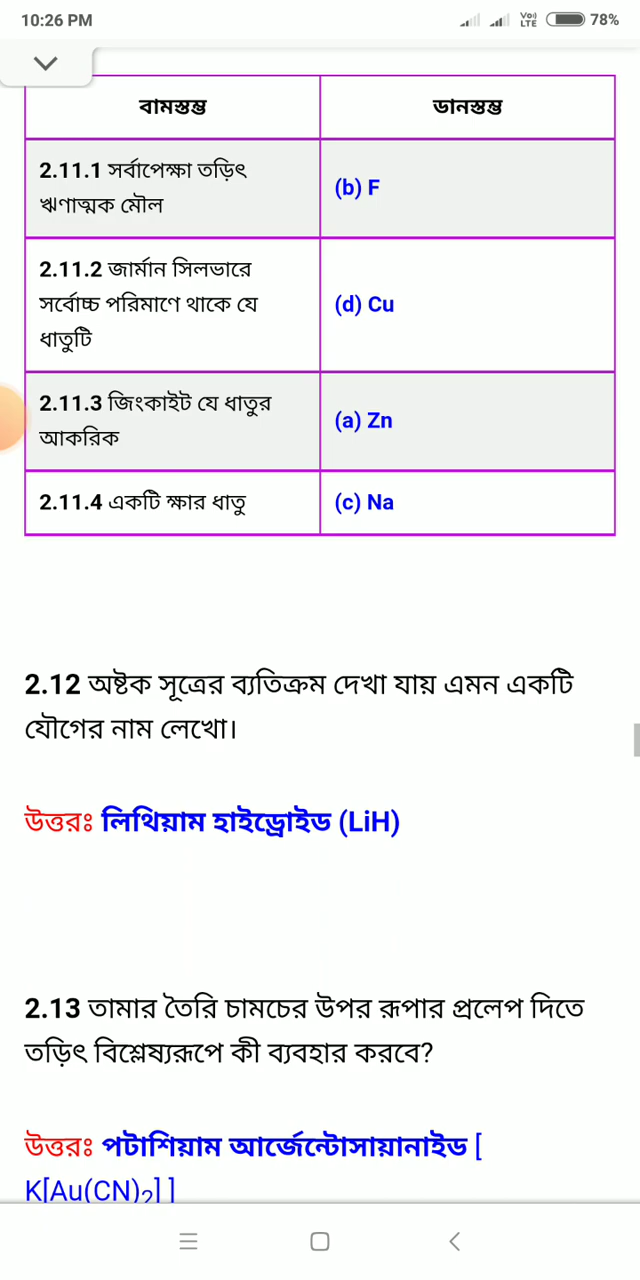 10:26 PM
Vo)) LTE
78%
বামস্তম্ভ
ডানস্তম্ভ
2.11.1 সর্বাপেক্ষা তড়িৎ
ঋণাত্মক মৌল
(b) F
2.11.2 জার্মান সিলভারে
সর্বোচ্চ পরিমাণে থাকে যে
ধাতুটি
(d) Cu
2.11.3 জিংকাইট যে ধাতুর
আকরিক
(a) Zn
2.11.4 একটি ক্ষার ধাতু
(c) Na
2.12 অষ্টক সূত্রের ব্যতিক্রম দেখা যায় এমন একটি
যৌগের নাম লেখো।
উত্তরঃ লিথিয়াম হাইড্রোইড (LiH)
2.13 তামার তৈরি চামচের উপর রূপার প্রলেপ দিতে
তড়িৎ বিশ্লেষ্যরূপে কী ব্যবহার করবে?
উত্তরঃ পটাশিয়াম আর্জেন্টোসায়ানাইড [
K[Au(CN)₂] ]